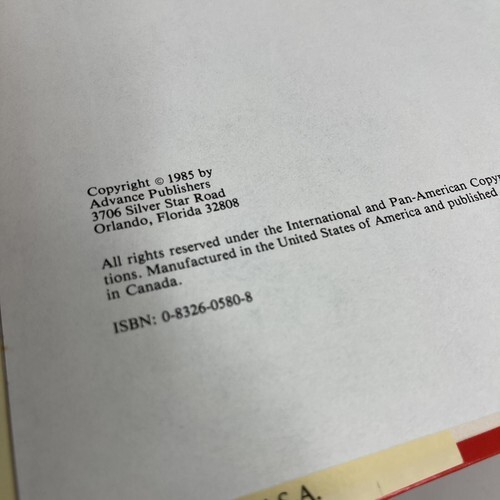 Copyright © 1985 by
Advance Publishers
3706 Silver Star Road
Orlando, Florida 32808
All rights reserved under the International and Pan-American Copy
tions. Manufactured in the United States of America and published
in Canada.
ISBN: 0-8326-0580-8